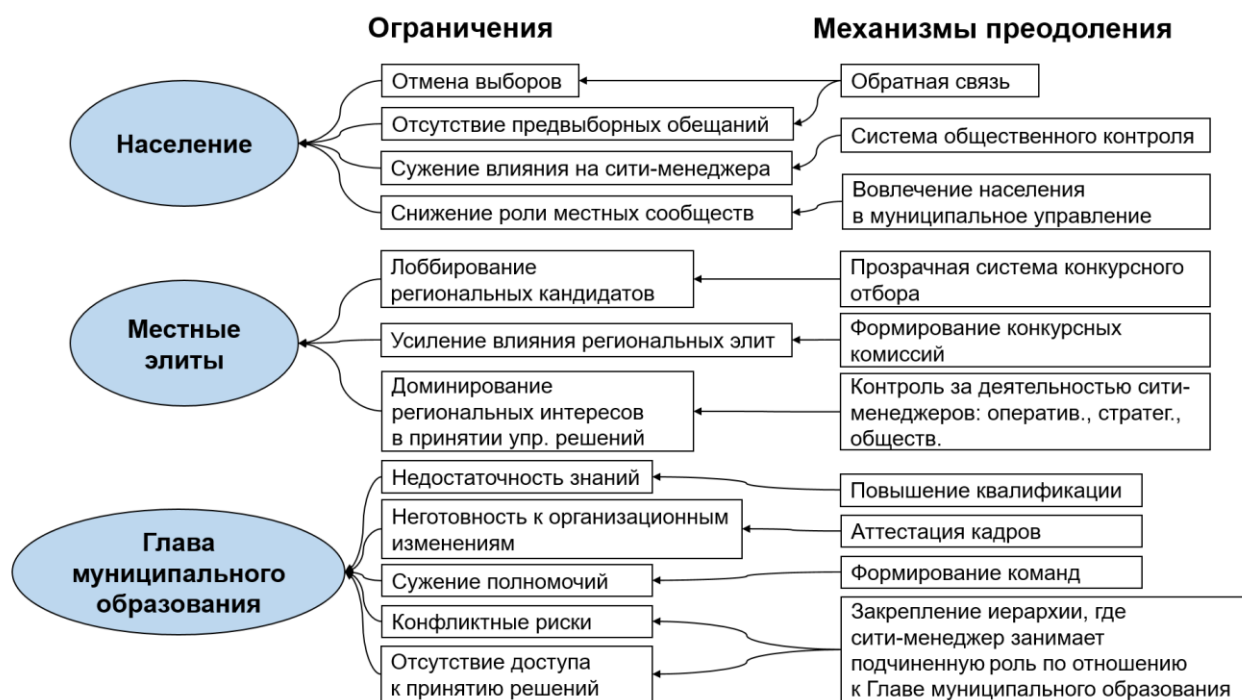 Ограничения
Механизмы преодоления
Население
Отмена выборов
Отсутствие предвыборных обещаний
Сужение влияния на сити-менеджера
Снижение роли местных сообществ
Обратная связь
Система общественного контроля
Вовлечение населения
в муниципальное управление
Местные
элиты
Лоббирование
региональных кандидатов
Усиление влияния региональных элит
Доминирование
региональных интересов
в принятии упр. решений
Прозрачная система конкурсного
отбора
Формирование конкурсных
комиссий
Контроль за деятельностью сити-
менеджеров: оператив., стратег.,
обществ.
Глава
муниципального
образования
Недостаточность знаний
Неготовность к организационным
изменениям
Сужение полномочий
Конфликтные риски
Отсутствие доступа
к принятию решений
Повышение квалификации
Аттестация кадров
Формирование команд
Закрепление иерархии, где
сити-менеджер занимает
подчиненную роль по отношению
к Главе муниципального образования